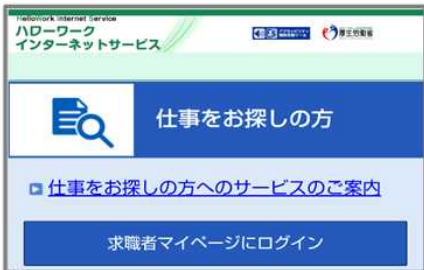 HelloWork Internet Service
ハローワーク
インターネットサービス
厚生労働省
仕事をお探しの方
仕事をお探しの方へのサービスのご案内
求職者マイページにログイン